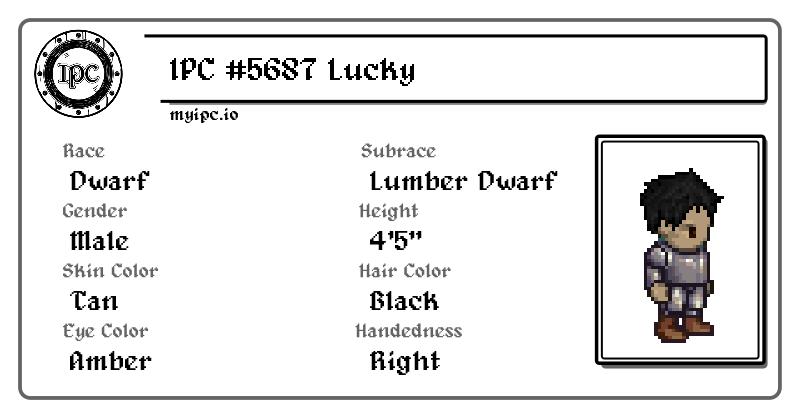 IPC
IPC #5687 Lucky
myipc.io
Race
Subrace
Dwarf
Lumber Dwarf
Gender
Height
Male
4'5"
Skin Color
Hair Color
Tan
Black
Eye Color
Handedness
Amber
Right